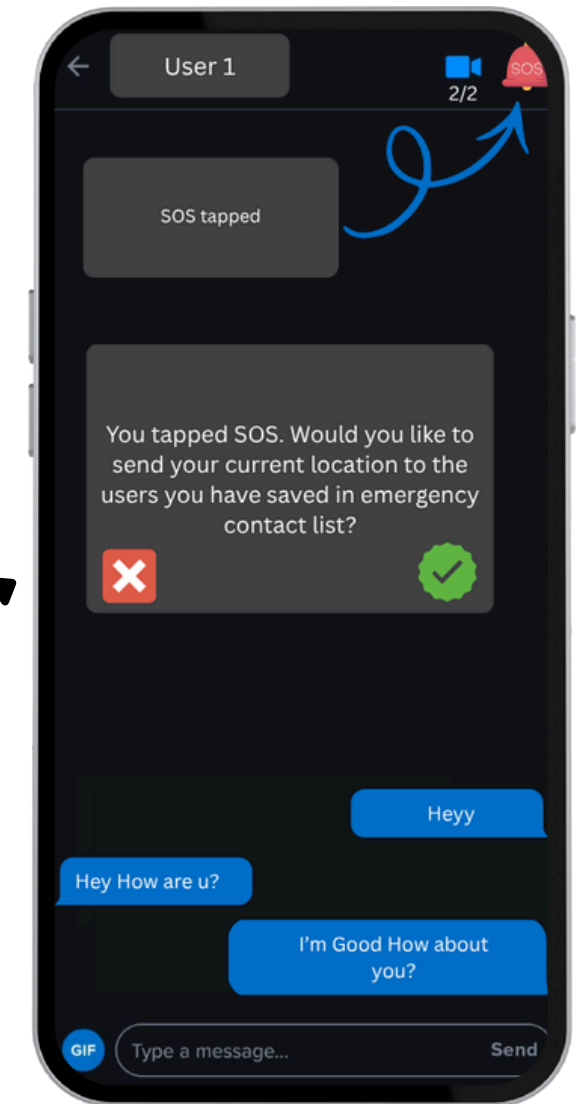 User 1
2/2
SOS
SOS tapped
You tapped SOS. Would you like to
send your current location to the
users you have saved in emergency
contact list?
Heyy
Hey How are u?
I’m Good How about
you?
GIF
Type a message...
Send